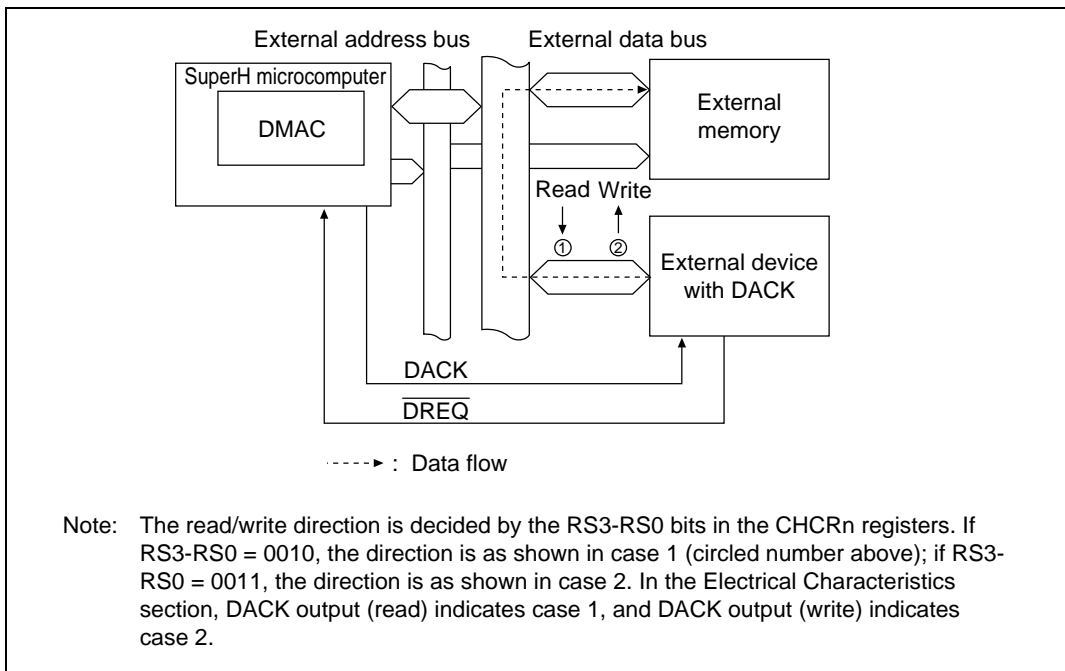 External address bus
External data bus
SuperH microcomputer
DMAC
External
memory
Read Write
① ②
External device
with DACK
DACK
DREQ
: Data flow
Note: The read/write direction is decided by the RS3-RS0 bits in the CHCRn registers. If
RS3-RS0 = 0010, the direction is as shown in case 1 (circled number above); if RS3-
RS0 = 0011, the direction is as shown in case 2. In the Electrical Characteristics
section, DACK output (read) indicates case 1, and DACK output (write) indicates
case 2.